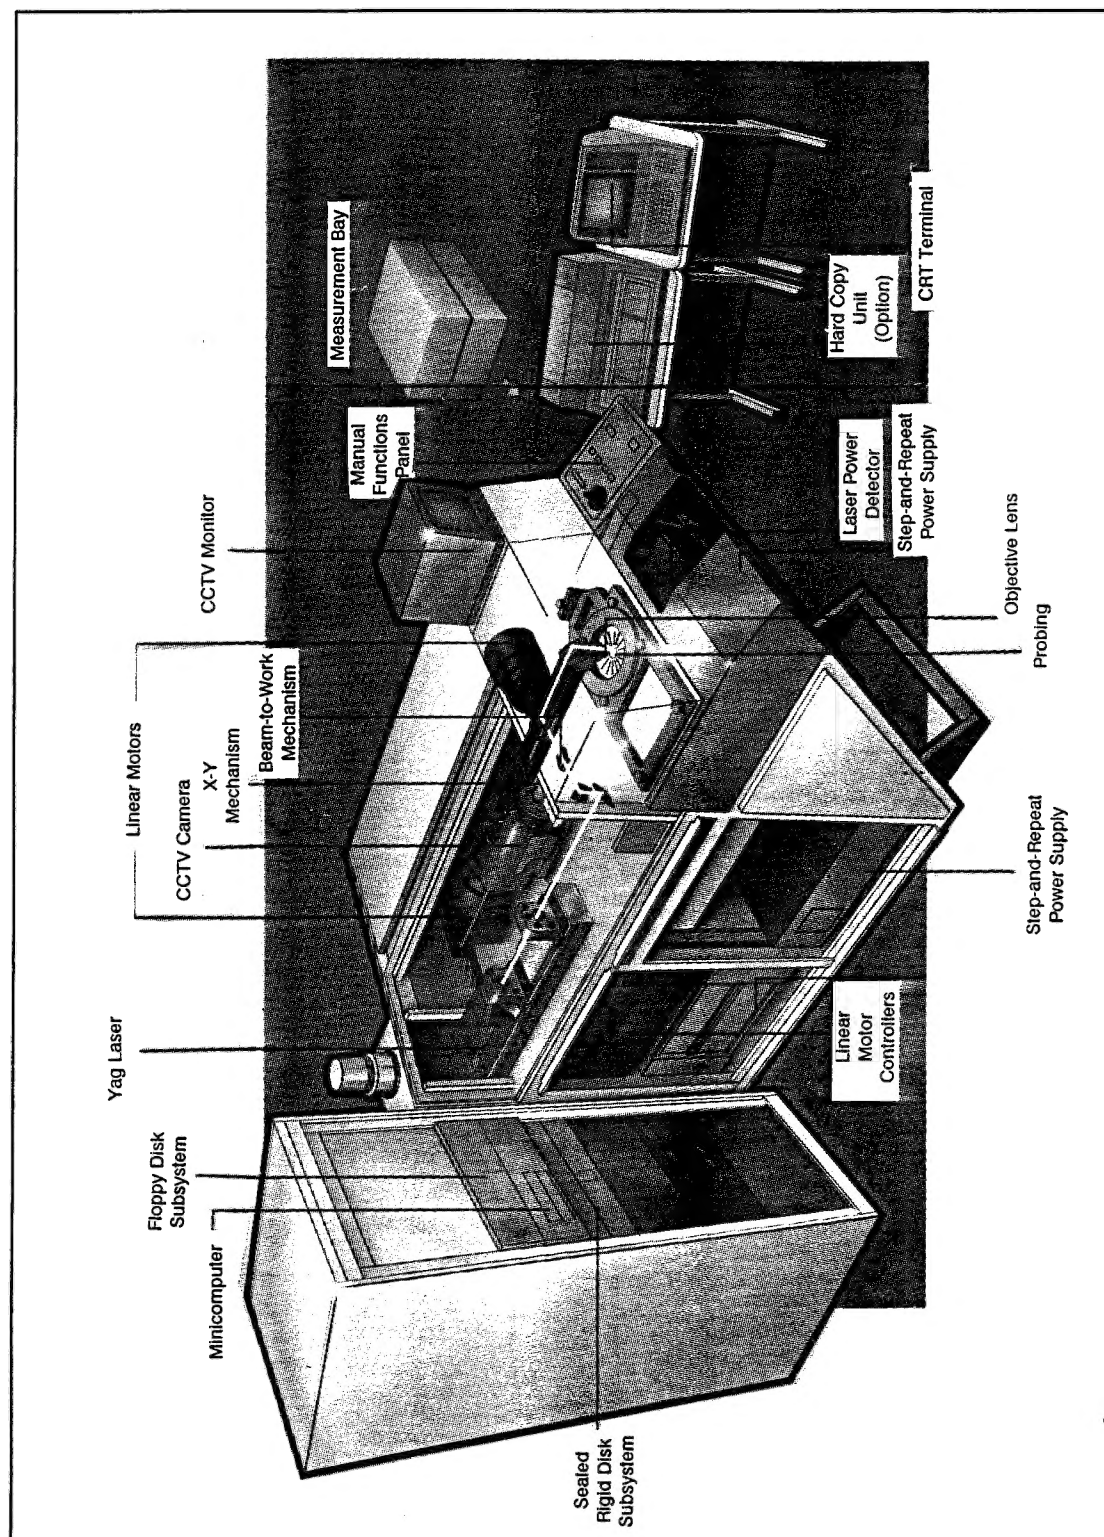 Minicomputer
Floppy Disk
Subsystem
Yag Laser
Linear Motors
CCTV Camera
X-Y
Mechanism
Beam-to-Work
Mechanism
CCTV Monitor
Manual
Functions
Panel
Measurement Bay
Sealed
Rigid Disk
Subsystem
Linear
Motor
Controllers
Step-and-Repeat
Power Supply
Probing
Objective Lens
Laser Power
Detector
Step-and-Repeat
Power Supply
Hard Copy
Unit
(Option)
CRT Terminal